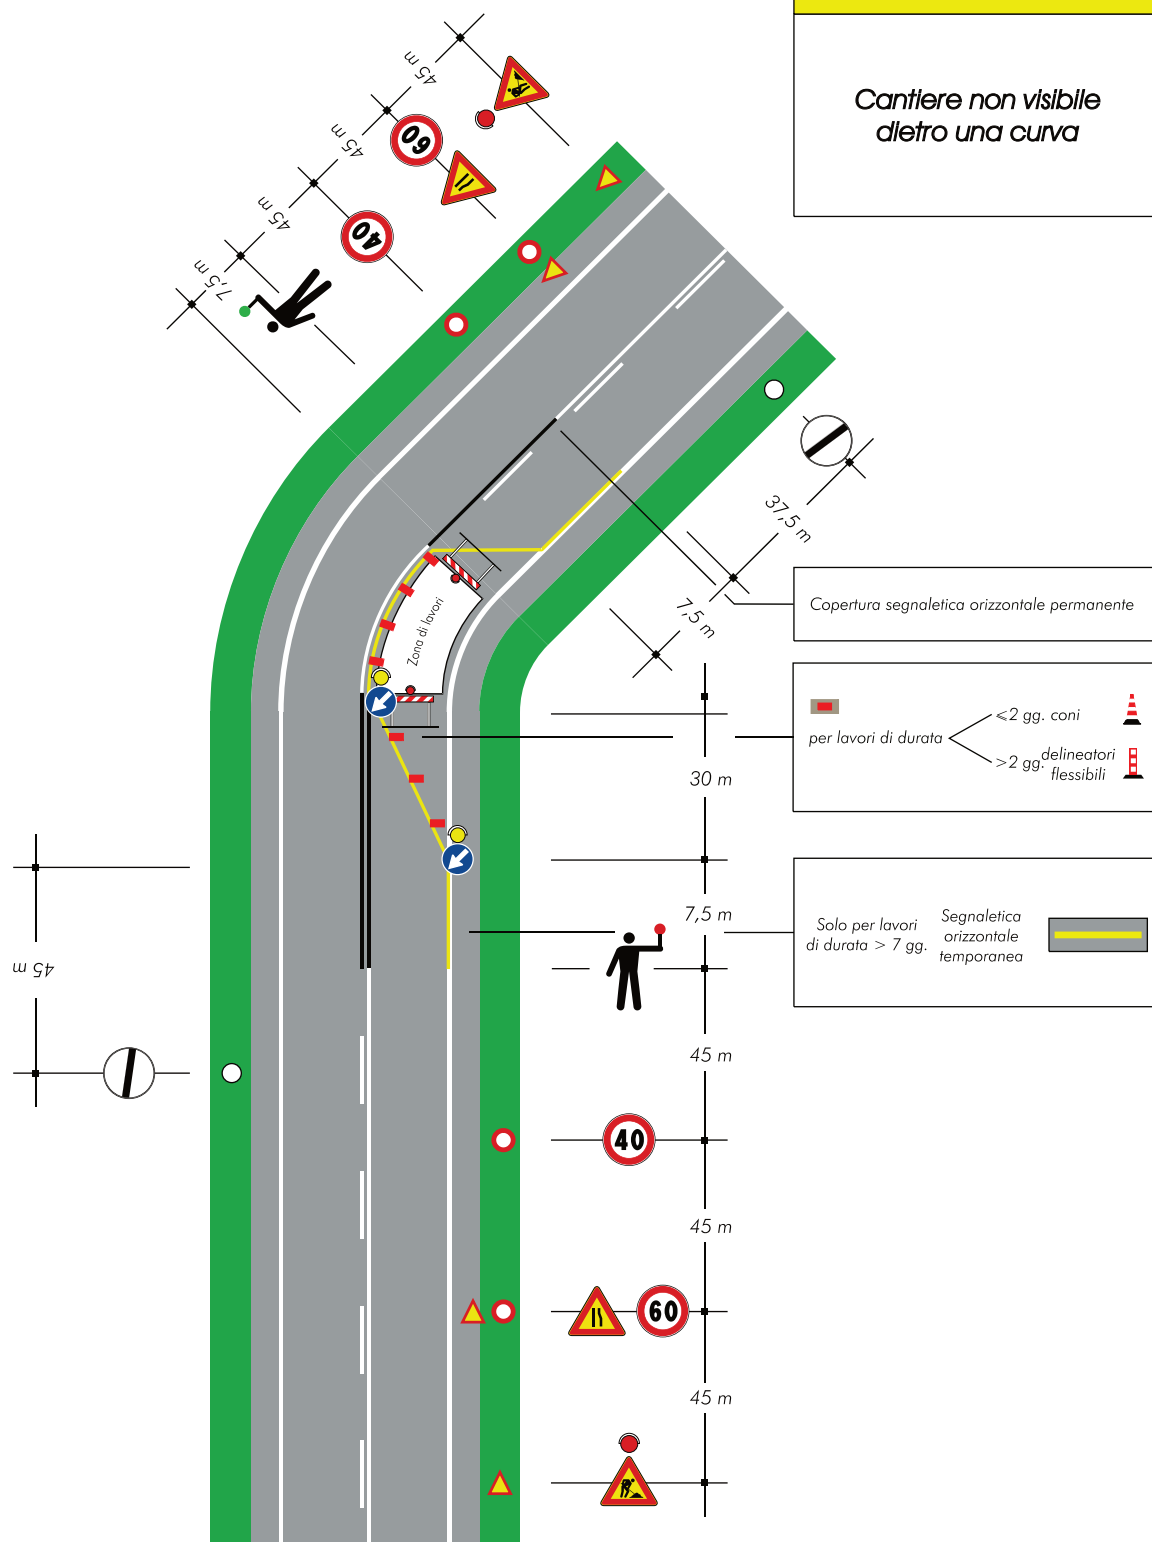 Cantiere non visibile
dietro una curva
45 m
45 m
60
45 m
40
7,5 m
37,5 m
7,5 m
Copertura segnaletica orizzontale permanente
Zona di lavori
per lavori di durata
≤2 gg. coni
>2 gg. delineatori
flessibili
30 m
7,5 m
Solo per lavori
di durata > 7 gg.
Segnaletica
orizzontale
temporanea
45 m
45 m
40
45 m
60
45 m